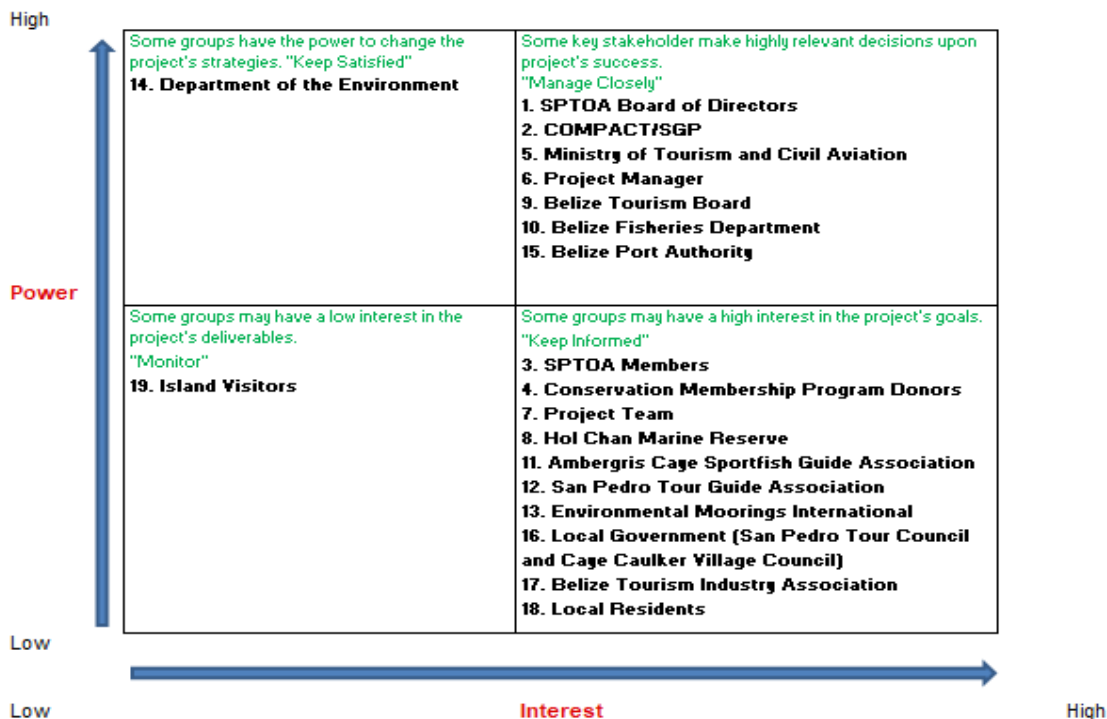 High
Some groups have the power to change the
project's strategies. "Keep Satisfied"
14. Department of the Environment
Some key stakeholder make highly relevant decisions upon
project's success.
"Manage Closely"
1. SPTOA Board of Directors
2. COMPACT/SGP
5. Ministry of Tourism and Civil Aviation
6. Project Manager
9. Belize Tourism Board
10. Belize Fisheries Department
15. Belize Port Authority
Power
Some groups may have a low interest in the
project's deliverables.
"Monitor"
19. Island Visitors
Some groups may have a high interest in the project's goals.
"Keep Informed"
3. SPTOA Members
4. Conservation Membership Program Donors
7. Project Team
8. Hol Chan Marine Reserve
11. Ambergris Caye Sportfish Guide Association
12. San Pedro Tour Guide Association
13. Environmental Moorings International
16. Local Government (San Pedro Tour Council
and Caye Caulker Village Council)
17. Belize Tourism Industry Association
18. Local Residents
Low
Low
Interest
High